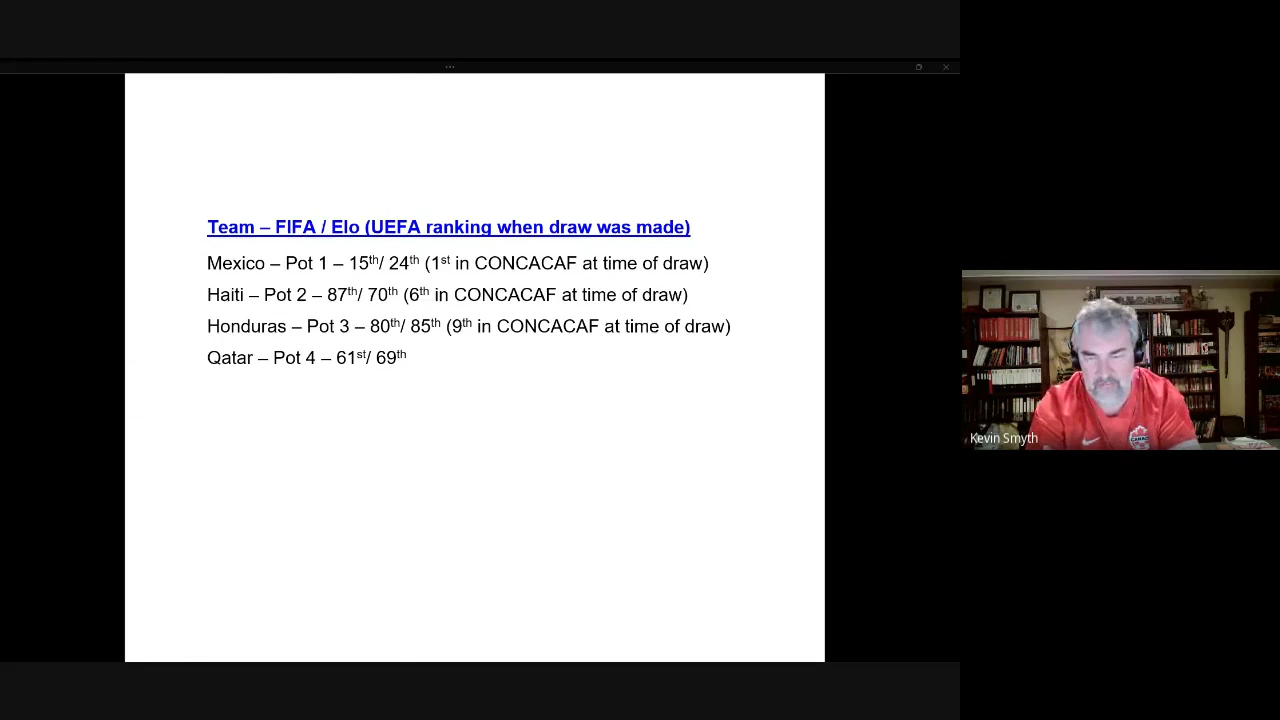 Team – FIFA / Elo (UEFA ranking when draw was made)
Mexico – Pot 1 – 15th/ 24th (1st in CONCACAF at time of draw)
Haiti – Pot 2 – 87th/ 70th (6th in CONCACAF at time of draw)
Honduras – Pot 3 – 80th/ 85th (9th in CONCACAF at time of draw)
Qatar – Pot 4 – 61st/ 69th
Kevin Smyth
CANADA